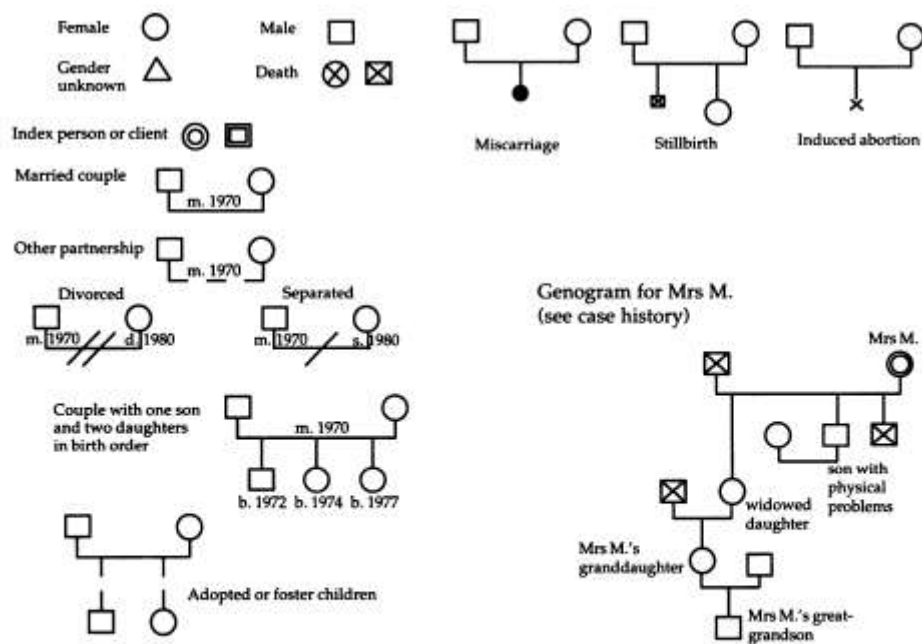 Female
Male
Gender
unknown
Death
Index person or client
Married couple
m. 1970
Other partnership
m. 1970
Divorced
m. 1970
d. 1980
Separated
m. 1970
s. 1980
Couple with one son
and two daughters
in birth order
m. 1970
b. 1972
b. 1974
b. 1977
Adopted or foster children
Miscarriage
Stillbirth
Induced abortion
Genogram for Mrs M.
(see case history)
Mrs M.
son with
physical
problems
widowed
daughter
Mrs M.'s
granddaughter
Mrs M.'s great-
grandson